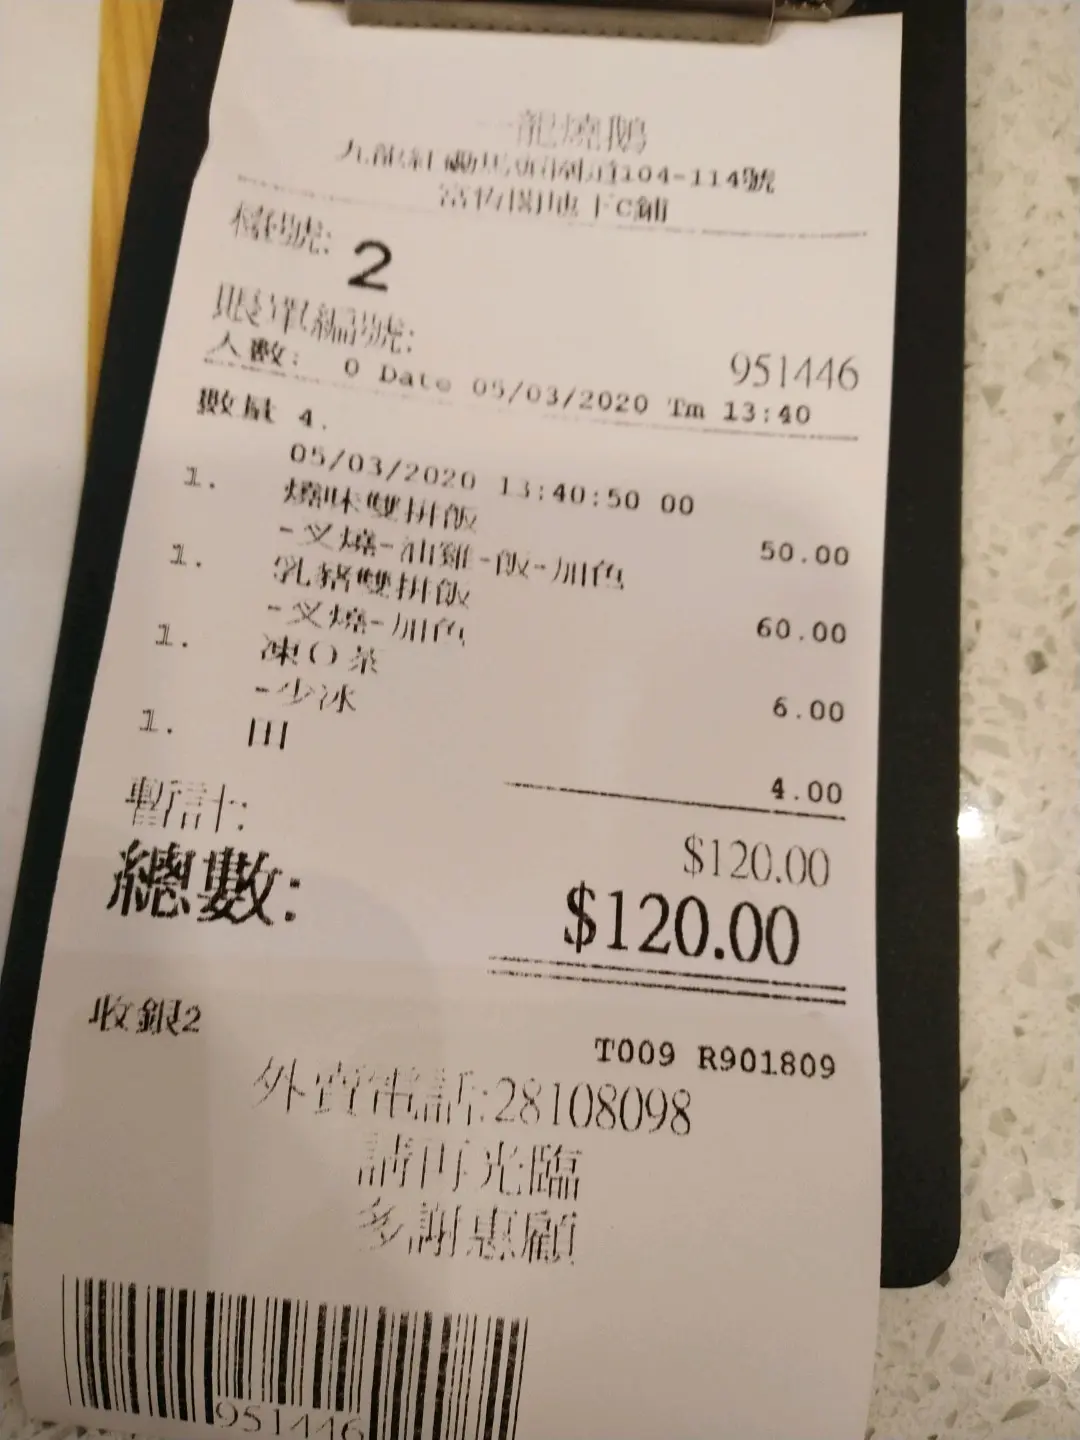 一龍燒鵝
九龍紅磡馬頭圍道104-114號
富恆閣地下C鋪
檯號: 2
賬單編號: 951446
人數: 0 Date 05/03/2020 Tm 13:40
數量 4.
05/03/2020 13:40:50 00
1. 燒味雙拼飯 50.00
-叉燒-油雞-飯-加色
1. 乳豬雙拼飯 60.00
-叉燒-加色
1. 凍O茶 6.00
-少冰
1. 4.00
暫計: $120.00
總數: $120.00
收銀2
T009 R901809
外賣電話:28108098
請再光臨
多謝惠顧
951446